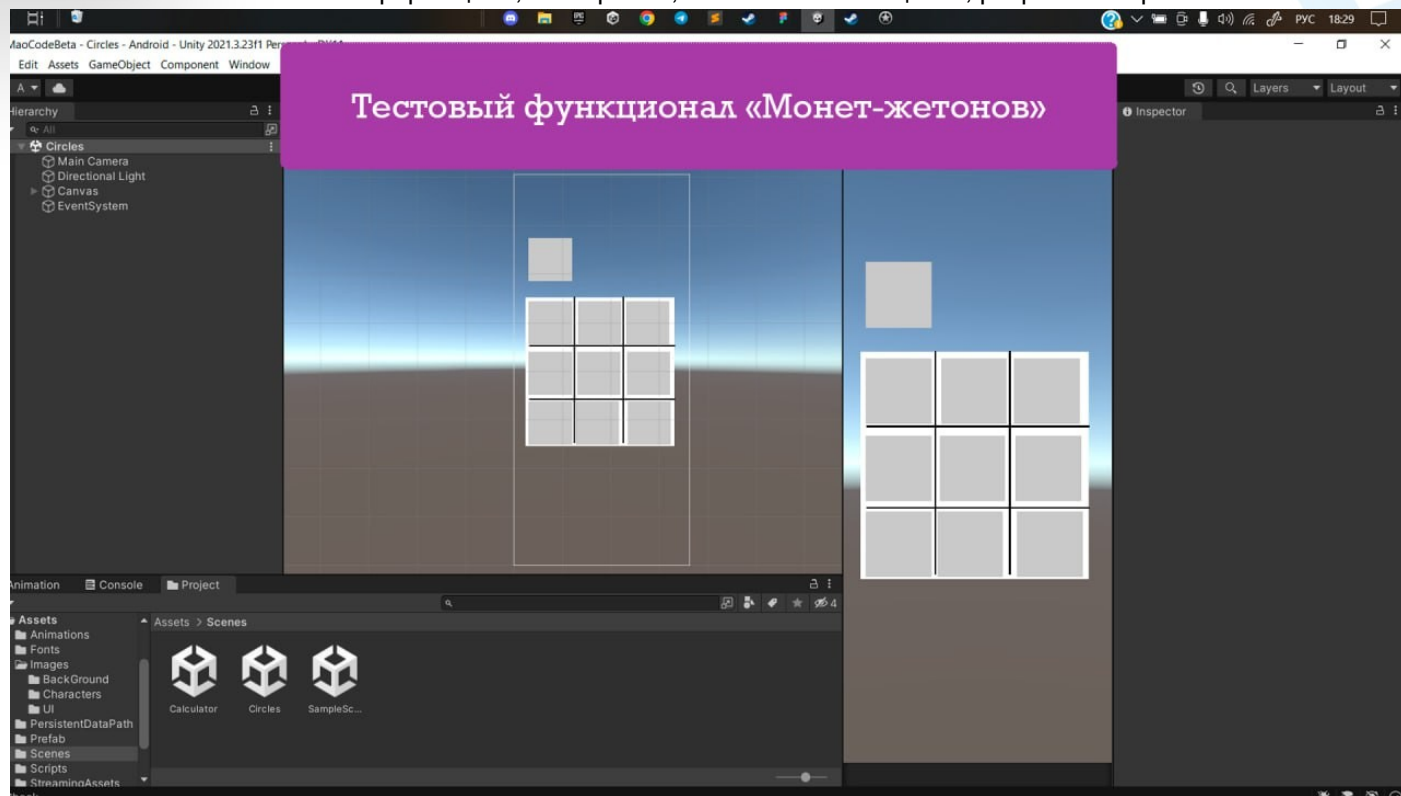 РУС 18:29
MaoCodeBeta - Circles - Android - Unity 2021.3.23f1
Edit Assets GameObject Component Window
Тестовый функционал «Монет-жетонов»
A
Layers Layout
Hierarchy
Inspector
All
Circles
Main Camera
Directional Light
Canvas
EventSystem
Animation Console Project
4
Assets
Assets > Scenes
Animations
Fonts
Images
BackGround
Characters
UI
PersistentDataPath
Prefab
Scenes
Scripts
StreamingAssets
Calculator Circles SampleSc...